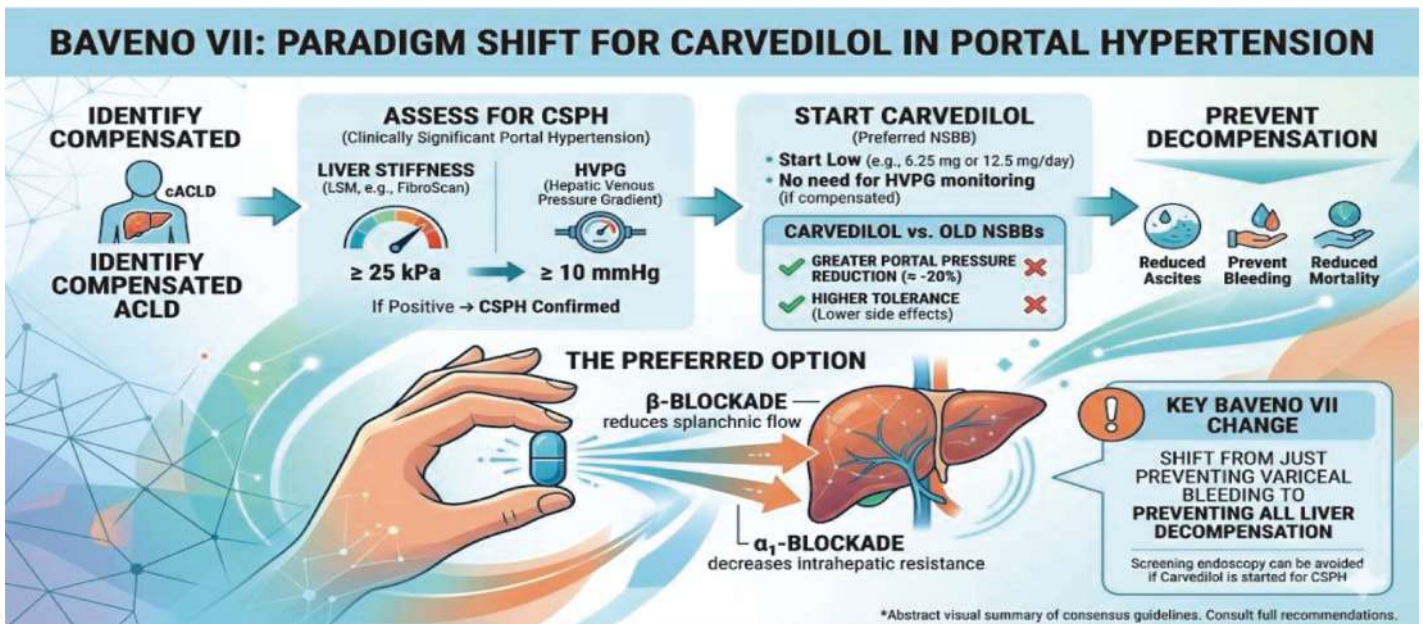 BAVENO VII: PARADIGM SHIFT FOR CARVEDILOL IN PORTAL HYPERTENSION
IDENTIFY
COMPENSATED
cACLD
IDENTIFY
COMPENSATED
ACLD
ASSESS FOR CSPH
(Clinically Significant Portal Hypertension)
LIVER STIFFNESS
(LSM, e.g., FibroScan)
≥ 25 kPa
HVPG
(Hepatic Venous
Pressure Gradient)
≥ 10 mmHg
If Positive → CSPH Confirmed
START CARVEDILOL
(Preferred NSBB)
• Start Low (e.g., 6.25 mg or 12.5 mg/day)
• No need for HVPG monitoring
(if compensated)
CARVEDILOL vs. OLD NSBBs
GREATER PORTAL PRESSURE
REDUCTION (≈ -20%)
HIGHER TOLERANCE
(Lower side effects)
PREVENT
DECOMPENSATION
Reduced
Ascites
Prevent
Bleeding
Reduced
Mortality
THE PREFERRED OPTION
β-BLOCKADE
reduces splanchnic flow
α₁-BLOCKADE
decreases intrahepatic resistance
!
KEY BAVENO VII
CHANGE
SHIFT FROM JUST
PREVENTING VARICEAL
BLEEDING TO
PREVENTING ALL LIVER
DECOMPENSATION
Screening endoscopy can be avoided
if Carvedilol is started for CSPH
*Abstract visual summary of consensus guidelines. Consult full recommendations.